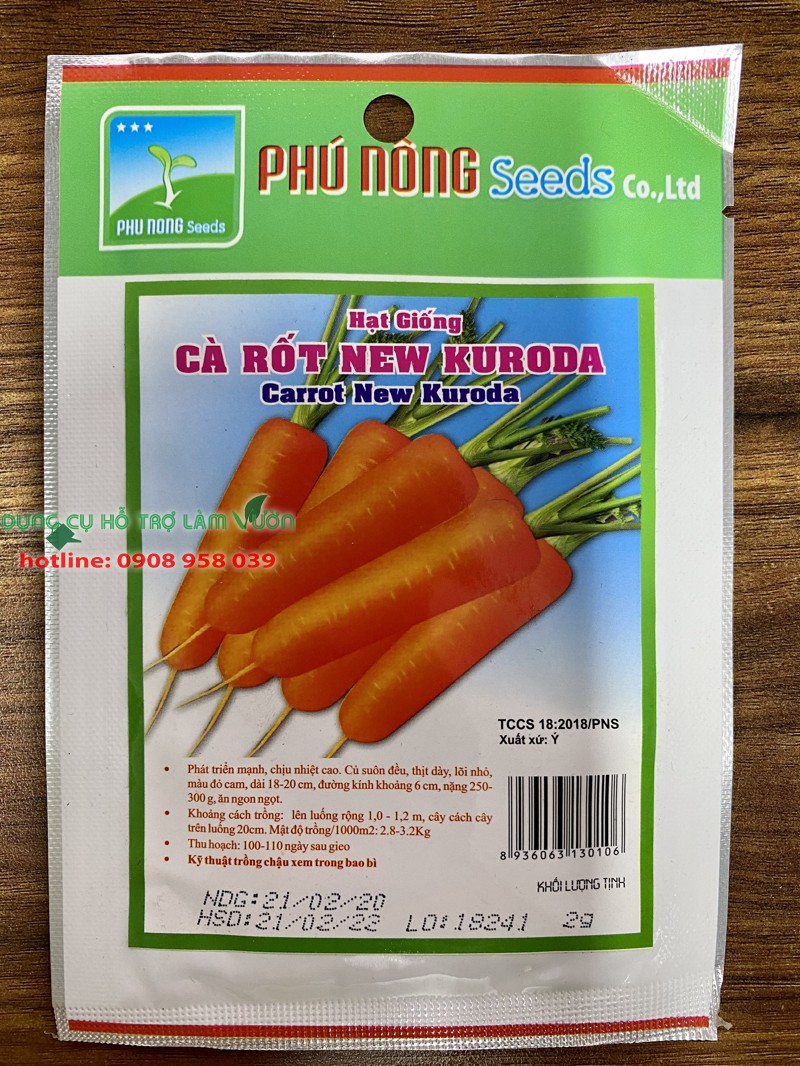 PHU NONG Seeds
PHÚ NÔNG Seeds Co.,Ltd
Hạt Giống
CÀ RỐT NEW KURODA
Carrot New Kuroda
DỤNG CỤ HỖ TRỢ LÀM VƯỜN
hotline: 0908 958 039
TCCS 18:2018/PNS
Xuất xứ: Ý
• Phát triển mạnh, chịu nhiệt cao. Củ suôn đều, thịt dày, lõi nhỏ,
màu đỏ cam, dài 18-20 cm, đường kính khoảng 6 cm, nặng 250-
300 g, ăn ngon ngọt.
• Khoảng cách trồng: lên luống rộng 1,0 - 1,2 m, cây cách cây
trên luống 20cm. Mật độ trồng/1000m2: 2.8-3.2Kg
• Thu hoạch: 100-110 ngày sau gieo
• Kỹ thuật trồng chậu xem trong bao bì
8 936063 130106
KHỐI LƯỢNG TỊNH
NDG:21/02/20
HSD:21/02/22 LO:18241 2g